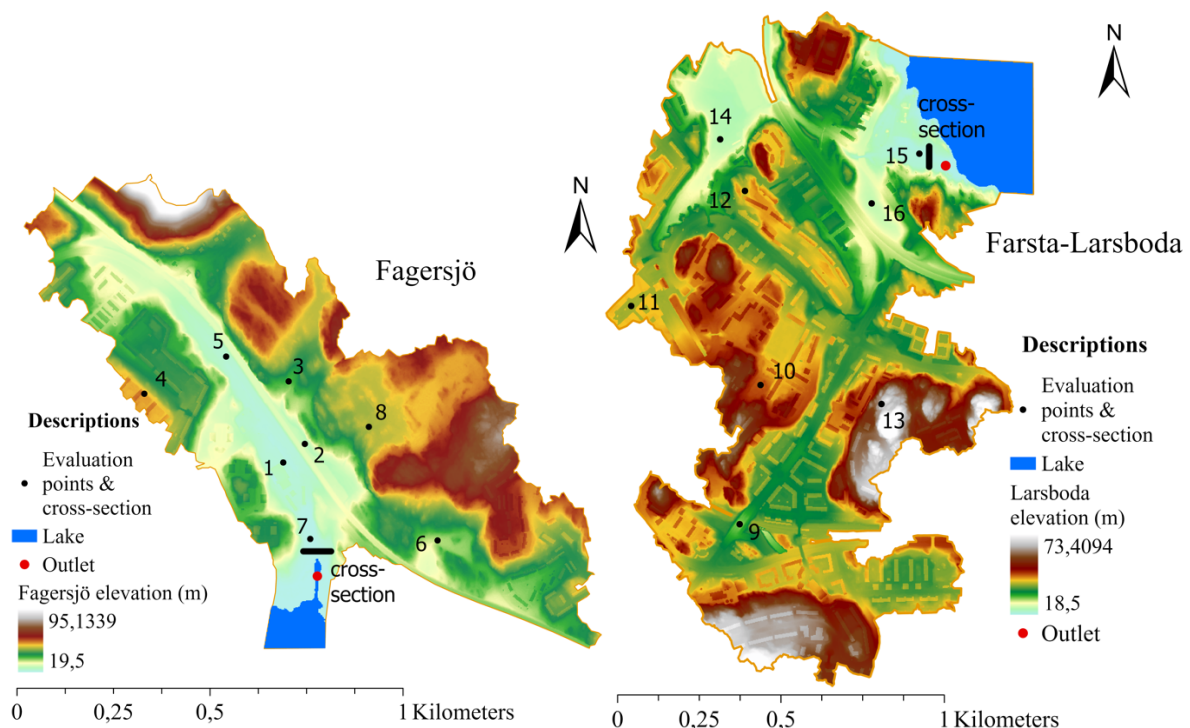 N
Fagersjö
5
3
4
8
2
1
7
6
cross-
section
Descriptions
Evaluation
points &
cross-section
Lake
Outlet
Fagersjö elevation (m)
95,1339
19,5
0 0,25 0,5 1 Kilometers
N
cross-
section
14
15
12
16
Farsta-Larsboda
11
10
13
9
Descriptions
Evaluation
points &
cross-section
Lake
Larsboda
elevation (m)
73,4094
18,5
Outlet
0 0,25 0,5 1 Kilometers